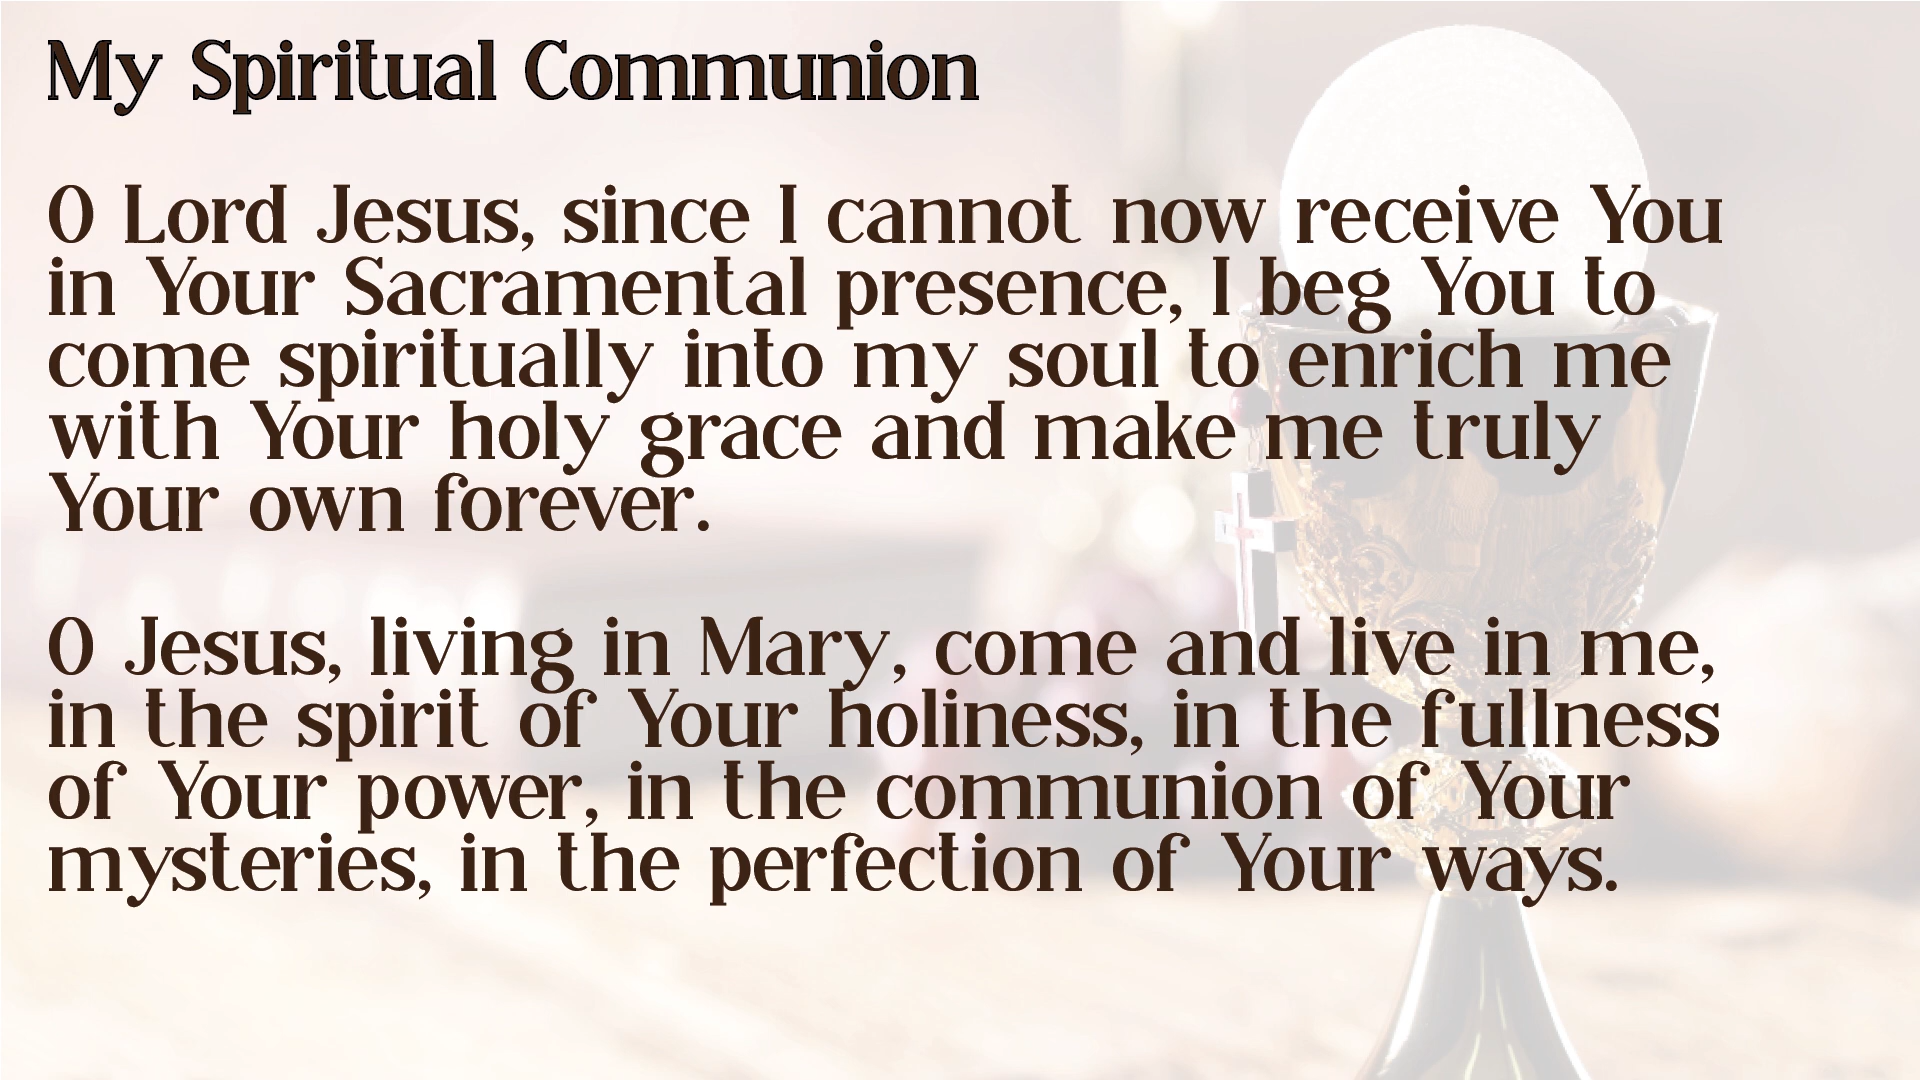 My Spiritual Communion
O Lord Jesus, since I cannot now receive You
in Your Sacramental presence, I beg You to
come spiritually into my soul to enrich me
with Your holy grace and make me truly
Your own forever.
O Jesus, living in Mary, come and live in me,
in the spirit of Your holiness, in the fullness
of Your power, in the communion of Your
mysteries, in the perfection of Your ways.